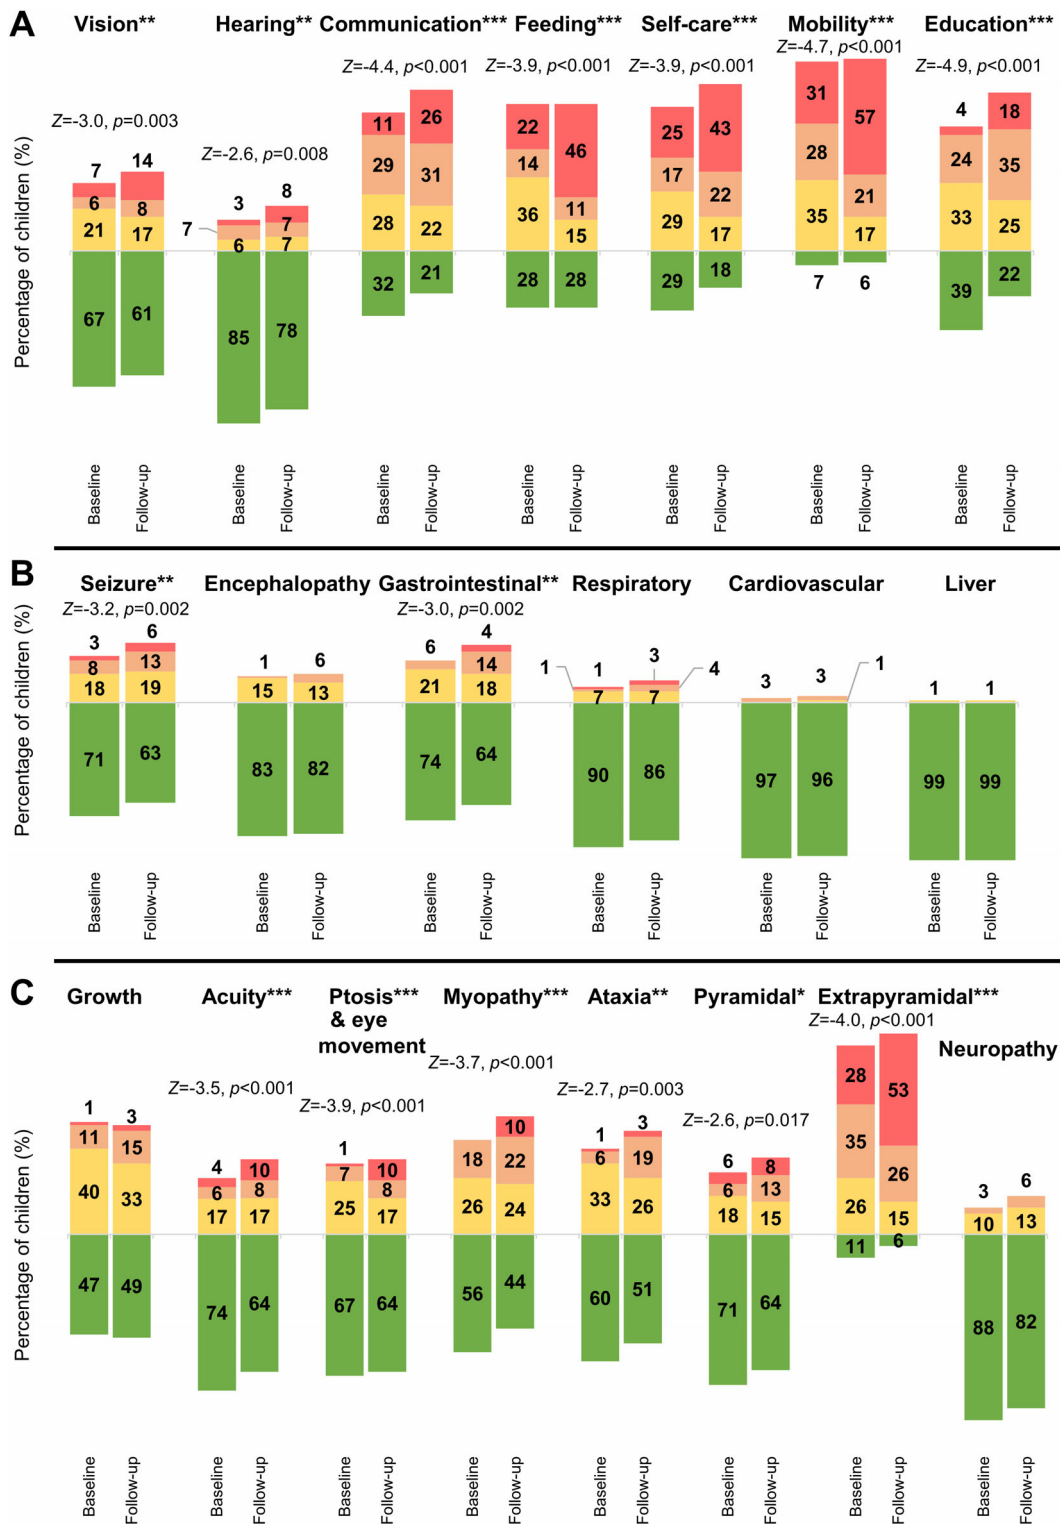 A
Vision** Hearing** Communication*** Feeding*** Self-care*** Mobility*** Education***
Z=-4.7, p<0.001
Z=-4.4, p<0.001 Z=-3.9, p<0.001 Z=-3.9, p<0.001 Z=-4.9, p<0.001
Z=-3.0, p=0.003
Z=-2.6, p=0.008
Percentage of children (%)
7 14 3 8 11 26 22 46 25 43 31 57 4 18
6 8 7 7 29 31 14 11 17 22 28 21 24 35
21 17 6 7 28 22 36 15 29 17 35 17 33 25
67 61 85 78 32 21 28 28 29 18 7 6 39 22
Baseline Follow-up Baseline Follow-up Baseline Follow-up Baseline Follow-up Baseline Follow-up Baseline Follow-up Baseline Follow-up
B
Seizure** Encephalopathy Gastrointestinal** Respiratory Cardiovascular Liver
Z=-3.2, p=0.002 Z=-3.0, p=0.002
Percentage of children (%)
3 6 1 6 6 4 1 1 3 4 3 3 1 1 1
8 13 14
18 19 15 13 21 18 7 7
71 63 83 82 74 64 90 86 97 96 99 99
Baseline Follow-up Baseline Follow-up Baseline Follow-up Baseline Follow-up Baseline Follow-up Baseline Follow-up
C
Growth Acuity*** Ptosis*** Myopathy*** Ataxia** Pyramidal* Extrapyramidal***
& eye
movement
Neuropathy
Z=-4.0, p<0.001
Z=-3.7, p<0.001
Z=-3.5, p<0.001 Z=-3.9, p<0.001 Z=-2.7, p=0.003
Z=-2.6, p=0.017
Percentage of children (%)
1 3 4 10 1 10 10 1 3 6 8 28 53
11 15 6 8 7 8 18 22 6 19 6 13 35 26 3 6
40 33 17 17 25 17 26 24 33 26 18 15 26 15 10 13
47 49 74 64 67 64 56 44 60 51 71 64 11 6 88 82
Baseline Follow-up Baseline Follow-up Baseline Follow-up Baseline Follow-up Baseline Follow-up Baseline Follow-up Baseline Follow-up Baseline Follow-up